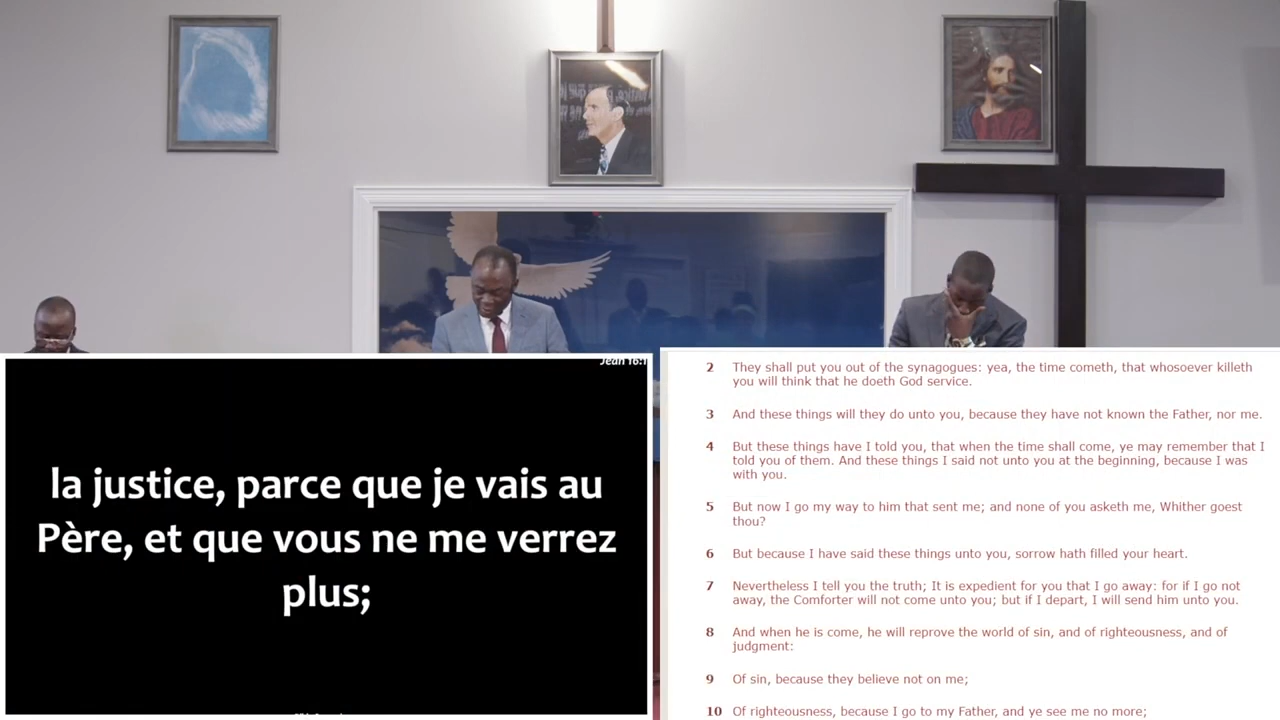 Jean 16:1
la justice, parce que je vais au
Père, et que vous ne me verrez
plus;
2 They shall put you out of the synagogues: yea, the time cometh, that whosoever killeth
you will think that he doeth God service.
3 And these things will they do unto you, because they have not known the Father, nor me.
4 But these things have I told you, that when the time shall come, ye may remember that I
told you of them. And these things I said not unto you at the beginning, because I was
with you.
5 But now I go my way to him that sent me; and none of you asketh me, Whither goest
thou?
6 But because I have said these things unto you, sorrow hath filled your heart.
7 Nevertheless I tell you the truth; It is expedient for you that I go away: for if I go not
away, the Comforter will not come unto you; but if I depart, I will send him unto you.
8 And when he is come, he will reprove the world of sin, and of righteousness, and of
judgment:
9 Of sin, because they believe not on me;
10 Of righteousness, because I go to my Father, and ye see me no more;